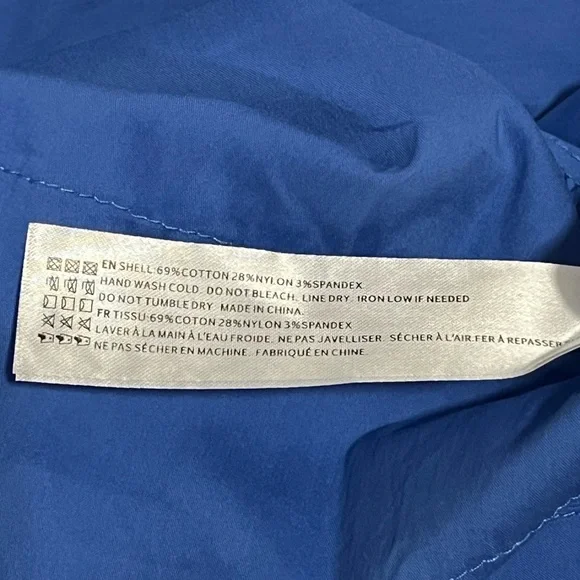 EN SHELL:69%COTTON 28%NYLON 3%SPANDEX.
HAND WASH COLD. DO NOT BLEACH. LINE DRY. IRON LOW IF NEEDED
DO NOT TUMBLE DRY. MADE IN CHINA.
FR TISSU:69%COTON 28%NYLON 3%SPANDEX
LAVER À LA MAIN À L'EAU FROIDE. NE PAS JAVELLISER. SÉCHER À L'AIR.FER À REPASSER
NE PAS SÉCHER EN MACHINE. FABRIQUÉ EN CHINE.